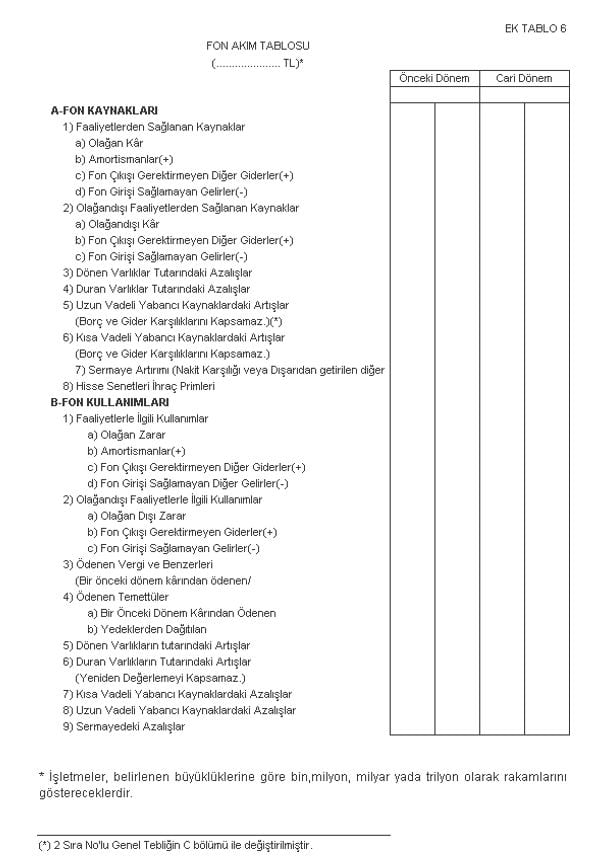 EK TABLO 6
FON AKIM TABLOSU
(..................... TL)*
Önceki Dönem Cari Dönem
A-FON KAYNAKLARI
1) Faaliyetlerden Sağlanan Kaynaklar
a) Olağan Kâr
b) Amortismanlar(+)
c) Fon Çıkışı Gerektirmeyen Diğer Giderler(+)
d) Fon Girişi Sağlamayan Gelirler(-)
2) Olağandışı Faaliyetlerden Sağlanan Kaynaklar
a) Olağandışı Kâr
b) Fon Çıkışı Gerektirmeyen Diğer Giderler(+)
c) Fon Girişi Sağlamayan Gelirler(-)
3) Dönen Varlıklar Tutarındaki Azalışlar
4) Duran Varlıklar Tutarındaki Azalışlar
5) Uzun Vadeli Yabancı Kaynaklardaki Artışlar
(Borç ve Gider Karşılıklarını Kapsamaz.)(*)
6) Kısa Vadeli Yabancı Kaynaklardaki Artışlar
(Borç ve Gider Karşılıklarını Kapsamaz.)
7) Sermaye Artırımı (Nakit Karşılığı veya Dışarıdan getirilen diğer
8) Hisse Senetleri İhraç Primleri
B-FON KULLANIMLARI
1) Faaliyetlerle İlgili Kullanımlar
a) Olağan Zarar
b) Amortismanlar(+)
c) Fon Çıkışı Gerektirmeyen Diğer Giderler(+)
d) Fon Girişi Sağlamayan Diğer Gelirler(-)
2) Olağandışı Faaliyetlerle İlgili Kullanımlar
a) Olağan Dışı Zarar
b) Fon Çıkışı Gerektirmeyen Giderler(+)
c) Fon Girişi Sağlamayan Gelirler(-)
3) Ödenen Vergi ve Benzerleri
(Bir önceki dönem kârından ödenen/
4) Ödenen Temettüler
a) Bir Önceki Dönem Kârından Ödenen
b) Yedeklerden Dağıtılan
5) Dönen Varlıkların tutarındaki Artışlar
6) Duran Varlıkların Tutarındaki Artışlar
(Yeniden Değerlemeyi Kapsamaz.)
7) Kısa Vadeli Yabancı Kaynaklardaki Azalışlar
8) Uzun Vadeli Yabancı Kaynaklardaki Azalışlar
9) Sermayedeki Azalışlar
* İşletmeler, belirlenen büyüklüklerine göre bin,milyon, milyar yada trilyon olarak rakamlarını
göstereceklerdir.
(*) 2 Sıra No'lu Genel Tebliğin C bölümü ile değiştirilmiştir.